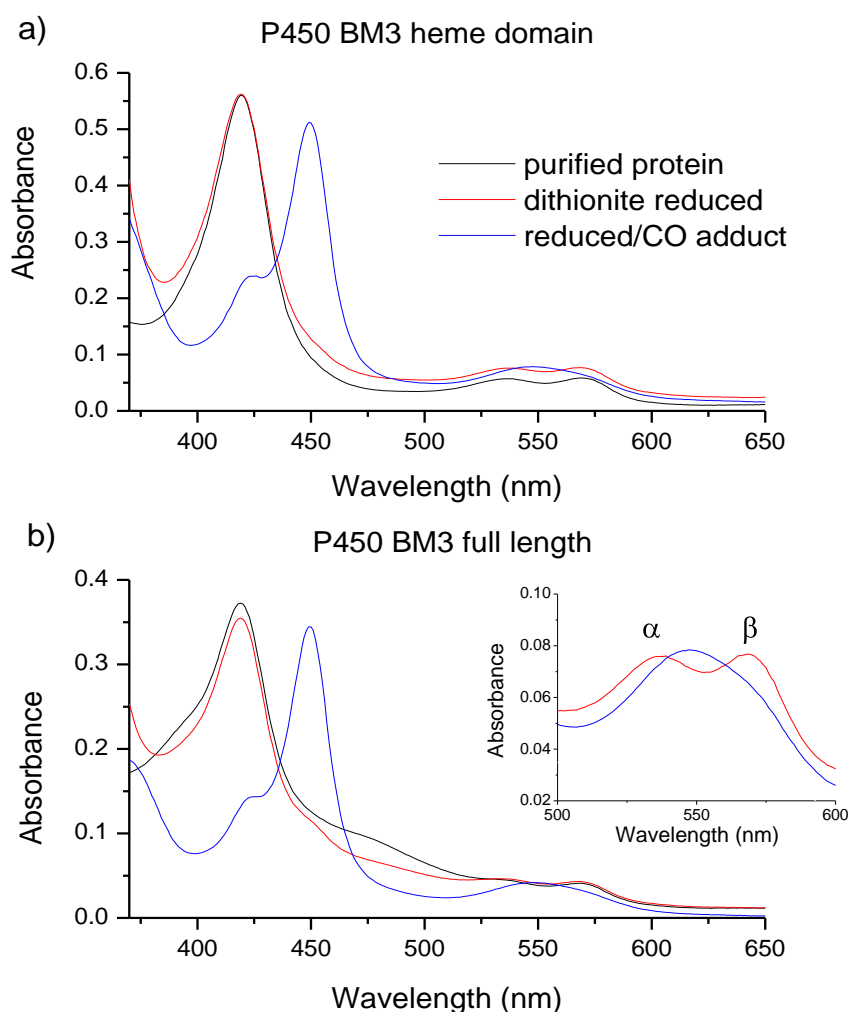 a)
P450 BM3 heme domain
0.6
0.5
0.4
0.3
0.2
0.1
0.0
Absorbance
purified protein
dithionite reduced
reduced/CO adduct
400 450 500 550 600 650
Wavelength (nm)
b)
P450 BM3 full length
0.4
0.3
0.2
0.1
0.0
Absorbance
0.10
0.08
0.06
0.04
0.02
Absorbance
α β
500 550 600
Wavelength (nm)
400 450 500 550 600 650
Wavelength (nm)